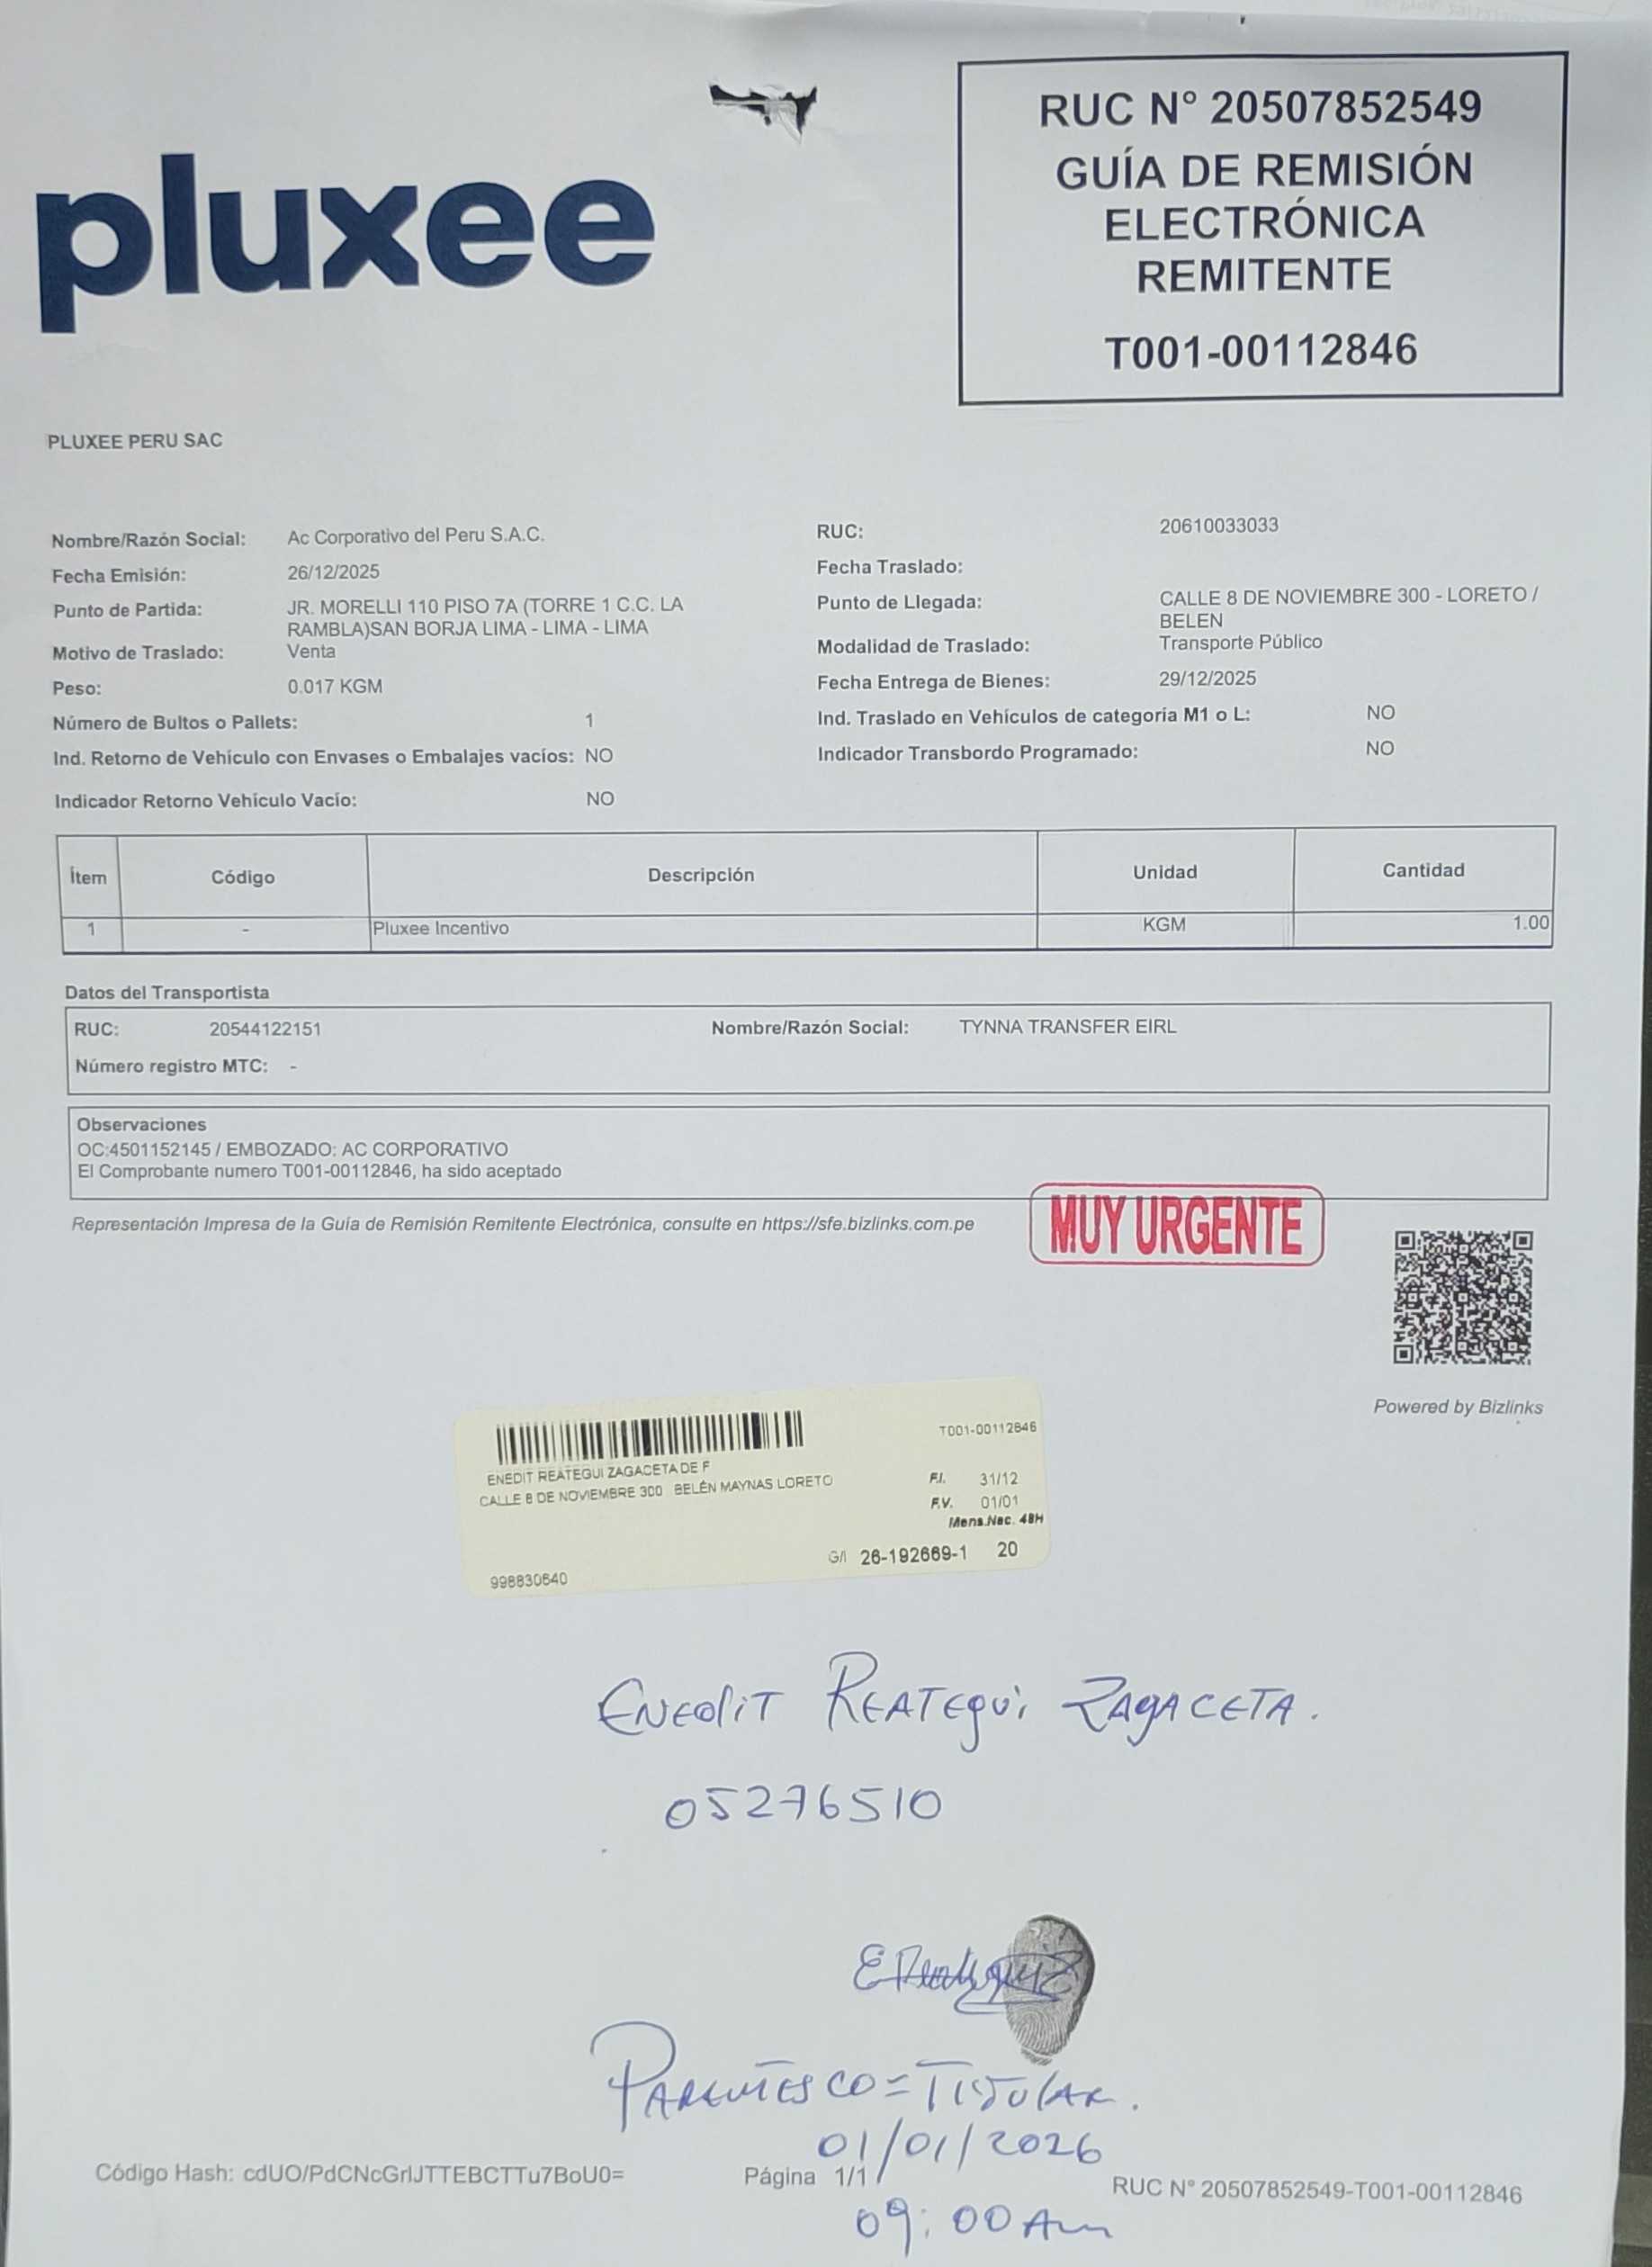 pluxee
RUC N° 20507852549
GUÍA DE REMISIÓN
ELECTRÓNICA
REMITENTE
T001-00112846
PLUXEE PERU SAC
Nombre/Razón Social: Ac Corporativo del Peru S.A.C.
RUC: 20610033033
Fecha Emisión: 26/12/2025
Fecha Traslado:
Punto de Partida: JR. MORELLI 110 PISO 7A (TORRE 1 C.C. LA
RAMBLA)SAN BORJA LIMA - LIMA - LIMA
Punto de Llegada: CALLE 8 DE NOVIEMBRE 300 - LORETO /
BELEN
Motivo de Traslado: Venta
Modalidad de Traslado: Transporte Público
Peso: 0.017 KGM
Fecha Entrega de Bienes: 29/12/2025
Número de Bultos o Pallets: 1
Ind. Traslado en Vehículos de categoría M1 o L: NO
Ind. Retorno de Vehículo con Envases o Embalajes vacíos: NO
Indicador Transbordo Programado: NO
Indicador Retorno Vehículo Vacío: NO
Ítem Código Descripción Unidad Cantidad
1 - Pluxee Incentivo KGM 1.00
Datos del Transportista
RUC: 20544122151 Nombre/Razón Social: TYNNA TRANSFER EIRL
Número registro MTC: -
Observaciones
OC:4501152145 / EMBOZADO: AC CORPORATIVO
El Comprobante numero T001-00112846, ha sido aceptado
Representación Impresa de la Guía de Remisión Remitente Electrónica, consulte en https://sfe.bizlinks.com.pe
MUY URGENTE
Powered by Bizlinks
T001-00112846
ENEDIT REATEGUI ZAGACETA DE F
CALLE 8 DE NOVIEMBRE 300 BELÉN MAYNAS LORETO
F.I. 31/12
F.V. 01/01
Mens.Nac. 48H
G/I 26-192669-1 20
998830640
ENEDIT REATEGUI ZAGACETA.
05276510
EReateguiZ
PARENTESCO = TITULAR.
01/01/2026
Código Hash: cdUO/PdCNcGrlJTTEBCTTu7BoU0=
Página 1/1
RUC N° 20507852549-T001-00112846
09:00 Am